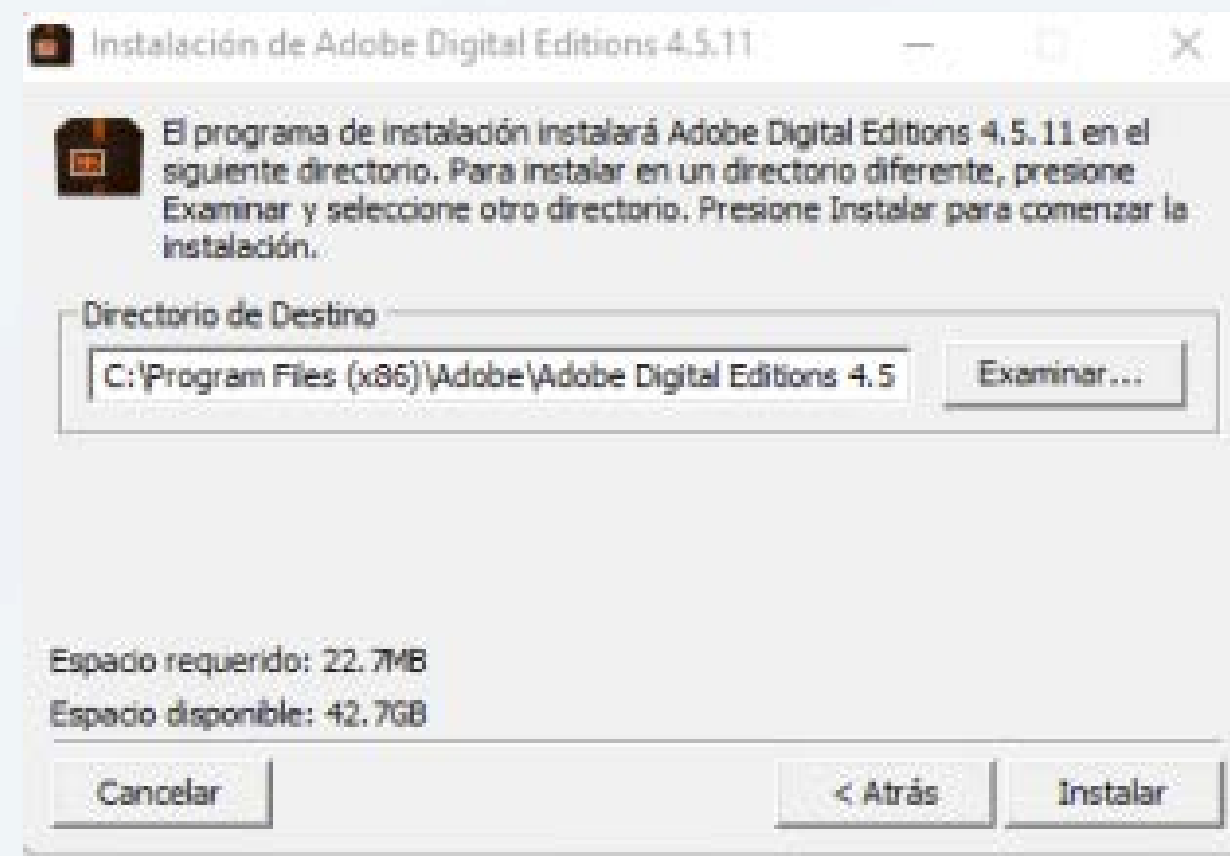 Instalación de Adobe Digital Editions 4.5.11
El programa de instalación instalará Adobe Digital Editions 4.5.11 en el
siguiente directorio. Para instalar en un directorio diferente, presione
Examinar y seleccione otro directorio. Presione Instalar para comenzar la
instalación.
Directorio de Destino
C:\Program Files (x86)\Adobe\Adobe Digital Editions 4.5
Examinar...
Espacio requerido: 22.7MB
Espacio disponible: 42.7GB
Cancelar
< Atrás
Instalar